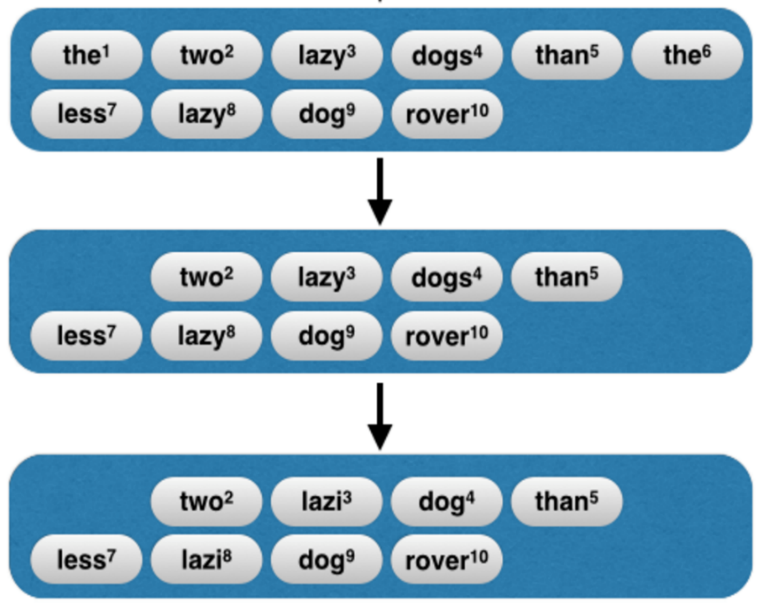 the¹ two² lazy³ dogs⁴ than⁵ the⁶
less⁷ lazy⁸ dog⁹ rover¹⁰
two² lazy³ dogs⁴ than⁵
less⁷ lazy⁸ dog⁹ rover¹⁰
two² lazi³ dog⁴ than⁵
less⁷ lazi⁸ dog⁹ rover¹⁰